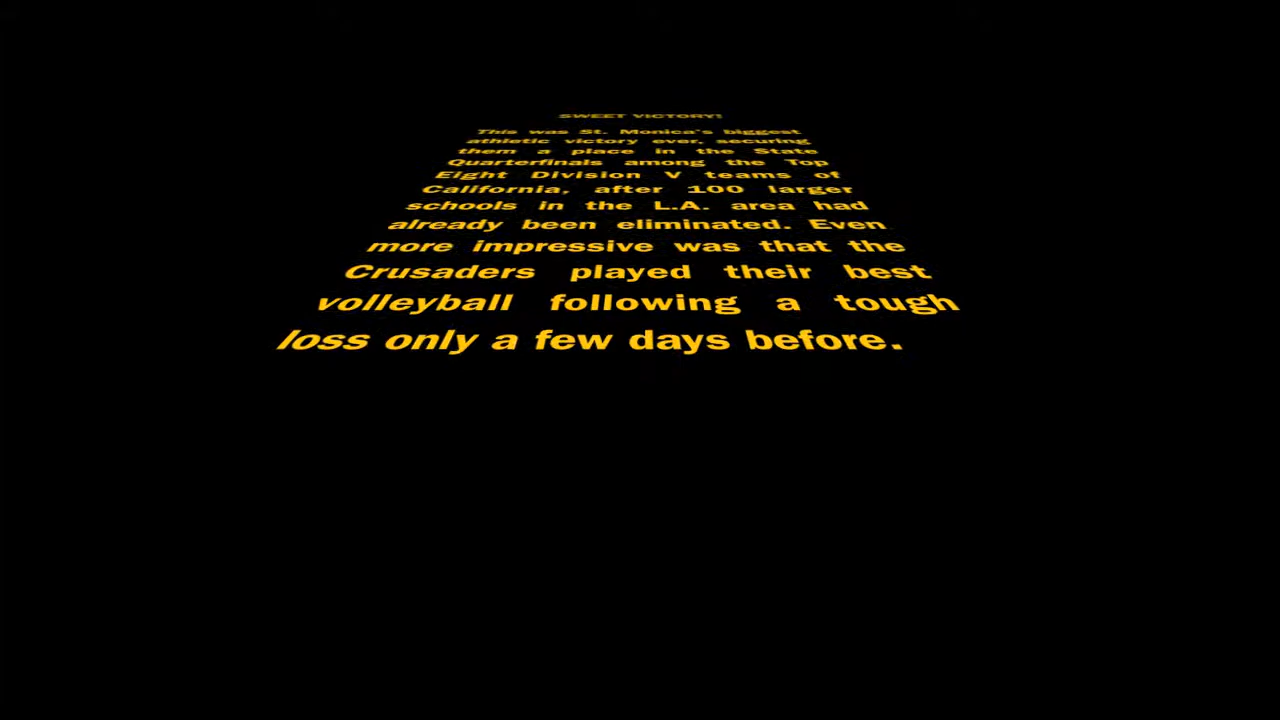 SWEET VICTORY!
This was St. Monica's biggest
athletic victory ever, securing
them a place in the State
Quarterfinals among the Top
Eight Division V teams of
California, after 100 larger
schools in the L.A. area had
already been eliminated. Even
more impressive was that the
Crusaders played their best
volleyball following a tough
loss only a few days before.